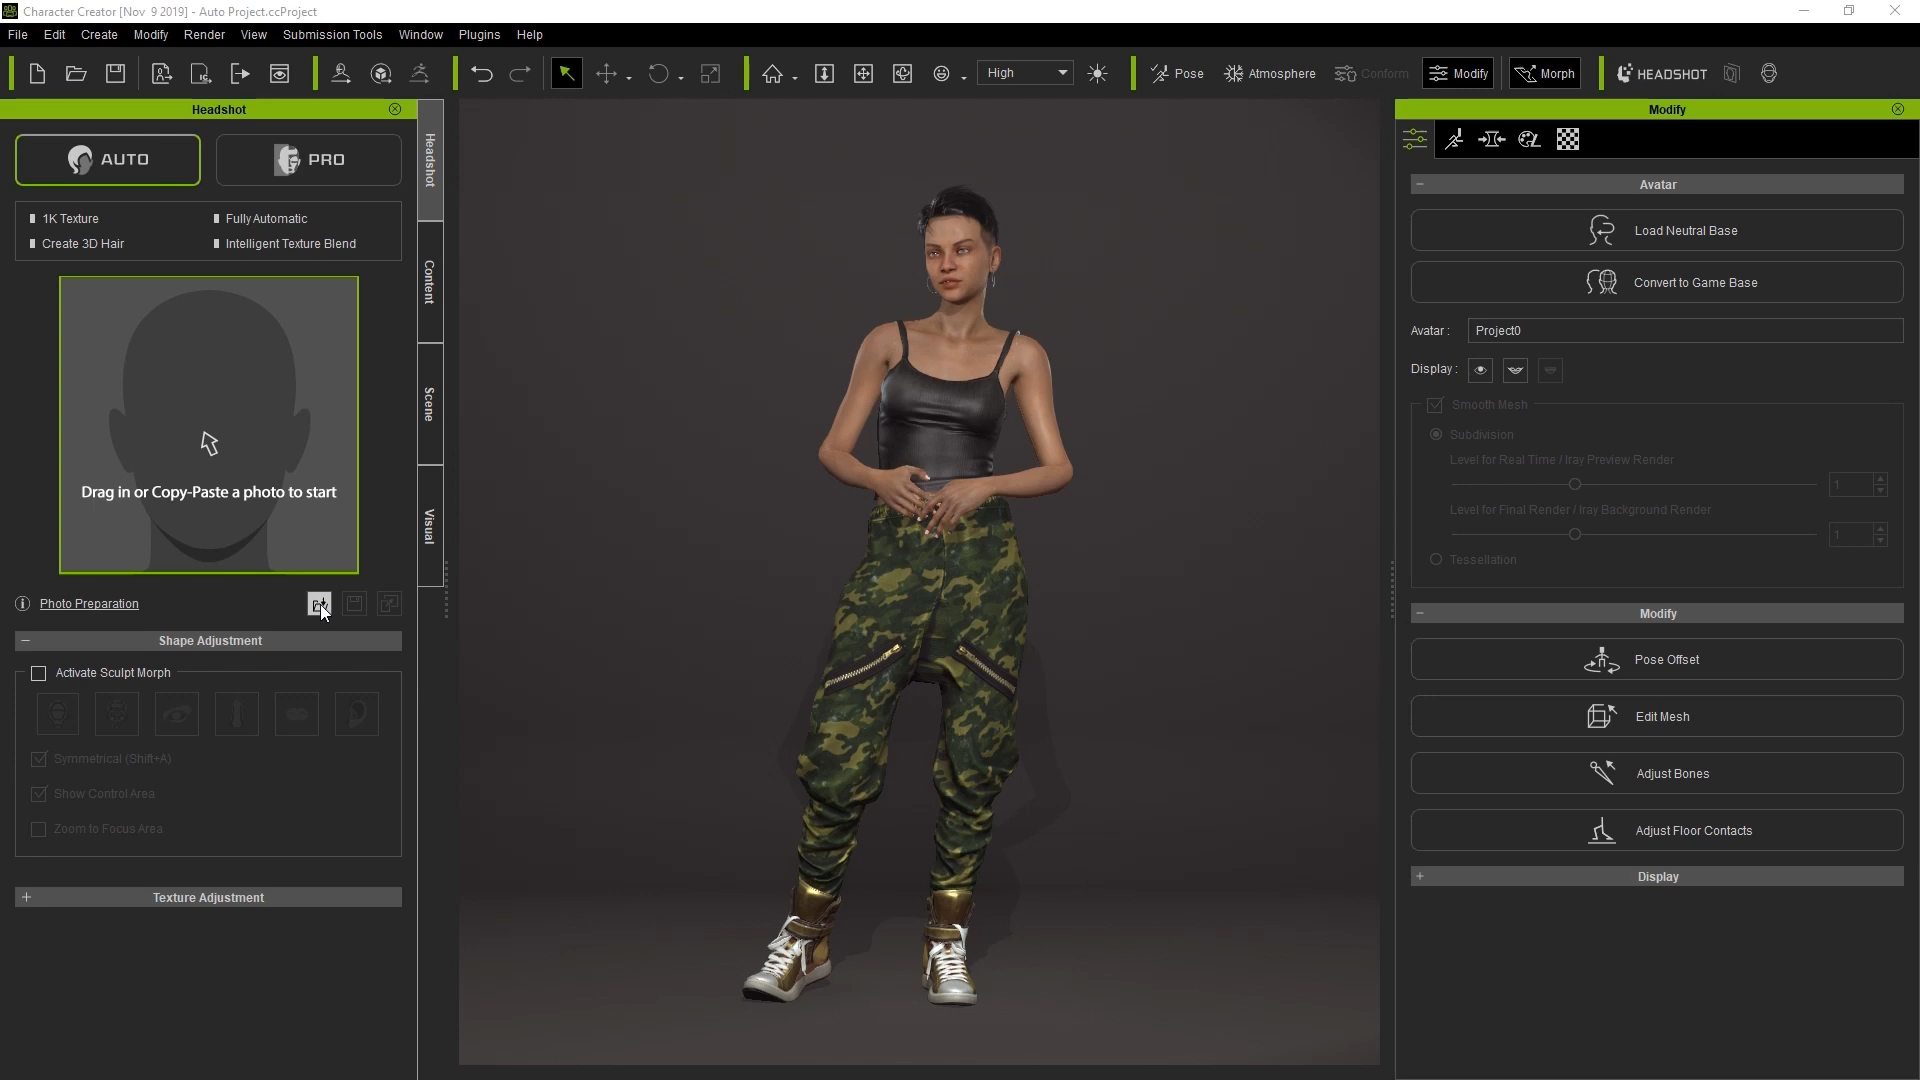 Character Creator [Nov  9 2019] - Auto Project.ccProject
File Edit Create Modify Render View Submission Tools Window Plugins Help
High Pose Atmosphere Conform Modify Morph HEADSHOT
Headshot
AUTO PRO
1K Texture Fully Automatic
Create 3D Hair Intelligent Texture Blend
Drag in or Copy-Paste a photo to start
Photo Preparation
Shape Adjustment
Activate Sculpt Morph
Symmetrical (Shift+A)
Show Control Area
Zoom to Focus Area
Texture Adjustment
Headshot
Content
Scene
Visual
Modify
Avatar
Load Neutral Base
Convert to Game Base
Avatar : Project0
Display :
Smooth Mesh
Subdivision
Level for Real Time / Iray Preview Render
1
Level for Final Render / Iray Background Render
1
Tessellation
Modify
Pose Offset
Edit Mesh
Adjust Bones
Adjust Floor Contacts
Display